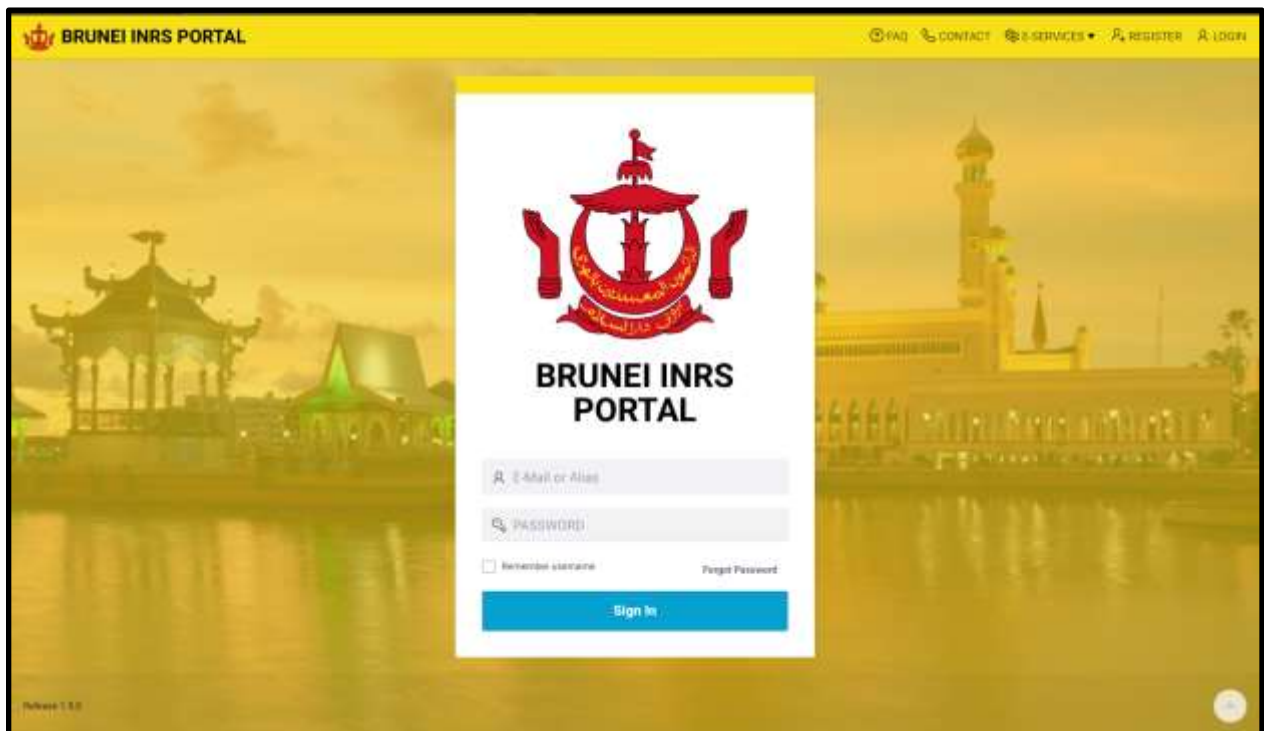 BRUNEI INRS PORTAL
FAQ CONTACT E-SERVICES REGISTER LOGIN
BRUNEI INRS
PORTAL
E-Mail or Alias
PASSWORD
Remember username
Forgot Password
Sign In
Release